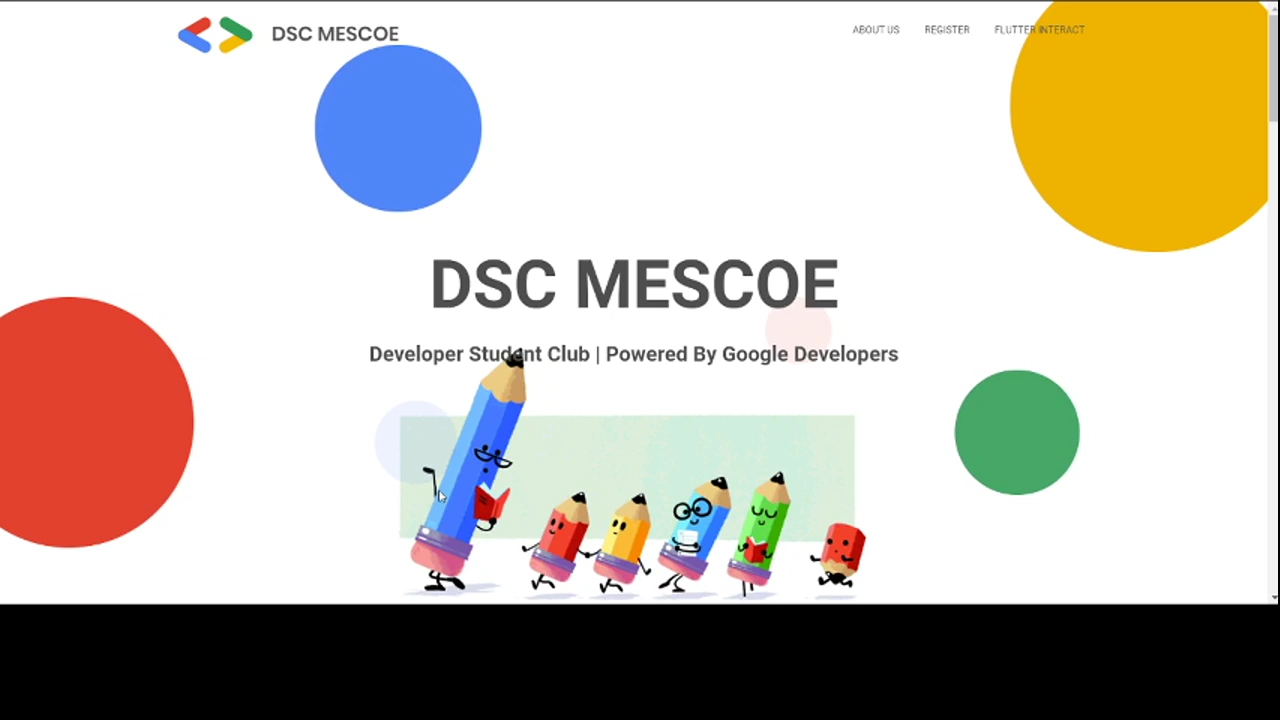 DSC MESCOE
ABOUT US REGISTER FLUTTER INTERACT
DSC MESCOE
Developer Student Club | Powered By Google Developers